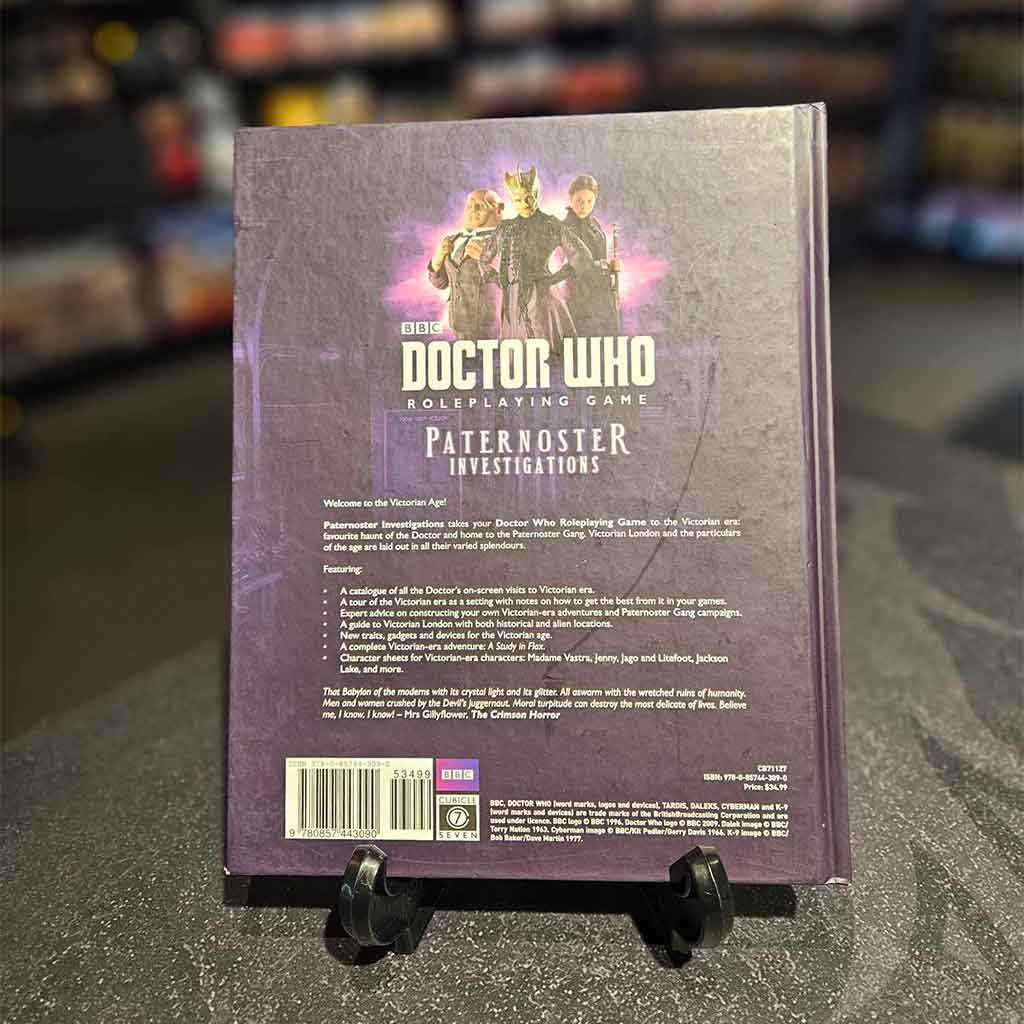 BBC
DOCTOR WHO
ROLEPLAYING GAME
PATERNOSTER
INVESTIGATIONS
Welcome to the Victorian Age!
Paternoster Investigations takes your Doctor Who Roleplaying Game to the Victorian era:
favourite haunt of the Doctor and home to the Paternoster Gang. Victorian London and the particulars
of the age are laid out in all their varied splendours.
Featuring:
• A catalogue of all the Doctor's on-screen visits to Victorian era.
• A tour of the Victorian era as a setting with notes on how to get the best from it in your games.
• Expert advice on constructing your own Victorian-era adventures and Paternoster Gang campaigns.
• A guide to Victorian London with both historical and alien locations.
• New traits, gadgets and devices for the Victorian age.
• A complete Victorian-era adventure: A Study in Flax.
• Character sheets for Victorian-era characters: Madame Vastra, Jenny, Jago and Litefoot, Jackson
Lake, and more.
That Babylon of the moderns with its crystal light and its glitter. All aswarm with the wretched ruins of humanity.
Men and women crushed by the Devil's juggernaut. Moral turpitude can destroy the most delicate of lives. Believe
me, I know. I know! – Mrs Gillyflower, The Crimson Horror
ISBN 978-0-85744-309-0
53499
9 780857 443090
BBC
CUBICLE
7
SEVEN
CB71127
ISBN: 978-0-85744-309-0
Price: $34.99
BBC, DOCTOR WHO (word marks, logos and devices), TARDIS, DALEKS, CYBERMAN and K-9
(word marks and devices) are trade marks of the BritishBroadcasting Corporation and are
used under licence. BBC logo © BBC 1996. Doctor Who logo © BBC 2009. Dalek image © BBC/
Terry Nation 1963. Cyberman image © BBC/Kit Pedler/Gerry Davis 1966. K-9 image © BBC/
Bob Baker/Dave Martin 1977.